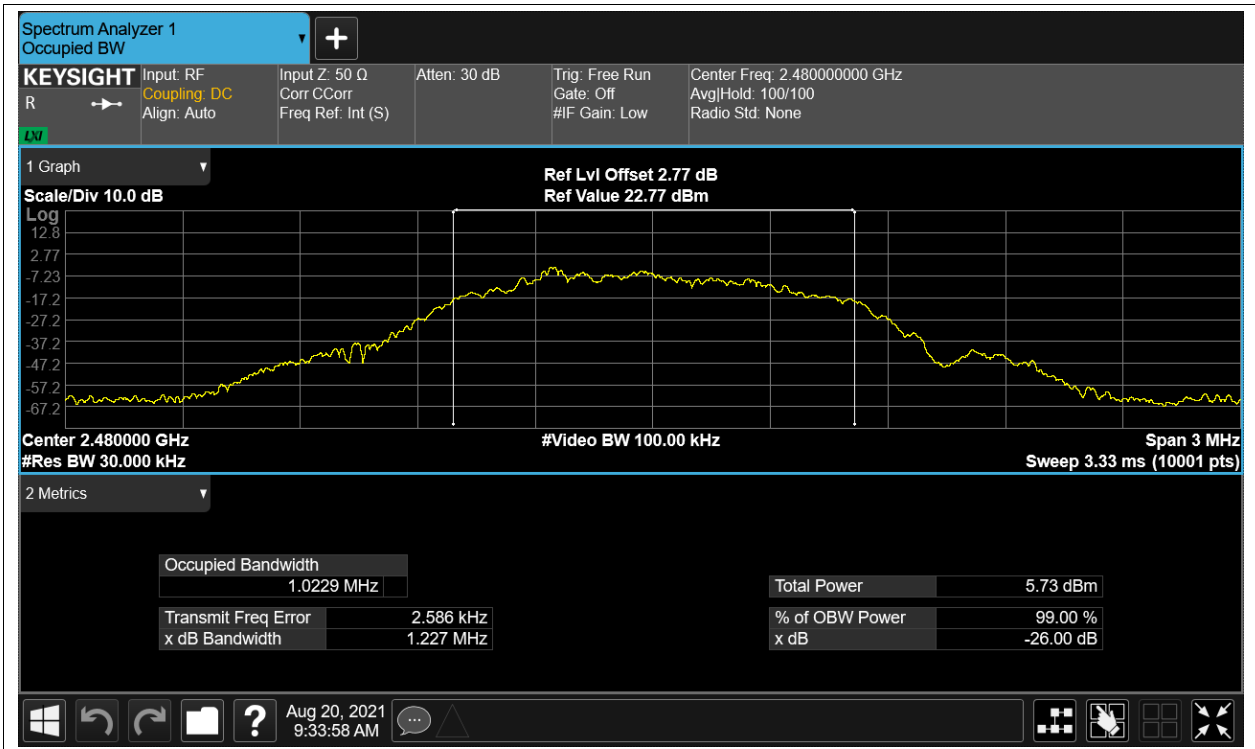 Spectrum Analyzer 1
Occupied BW
KEYSIGHT
R
LXI
Input: RF
Coupling: DC
Align: Auto
Input Z: 50 Ω
Corr CCorr
Freq Ref: Int (S)
Atten: 30 dB
Trig: Free Run
Gate: Off
#IF Gain: Low
Center Freq: 2.480000000 GHz
Avg|Hold: 100/100
Radio Std: None
1 Graph
Scale/Div 10.0 dB
Ref Lvl Offset 2.77 dB
Ref Value 22.77 dBm
Log
12.8
2.77
-7.23
-17.2
-27.2
-37.2
-47.2
-57.2
-67.2
Center 2.480000 GHz
#Res BW 30.000 kHz
#Video BW 100.00 kHz
Span 3 MHz
Sweep 3.33 ms (10001 pts)
2 Metrics
Occupied Bandwidth
1.0229 MHz
Transmit Freq Error 2.586 kHz
x dB Bandwidth 1.227 MHz
Total Power 5.73 dBm
% of OBW Power 99.00 %
x dB -26.00 dB
?
Aug 20, 2021
9:33:58 AM